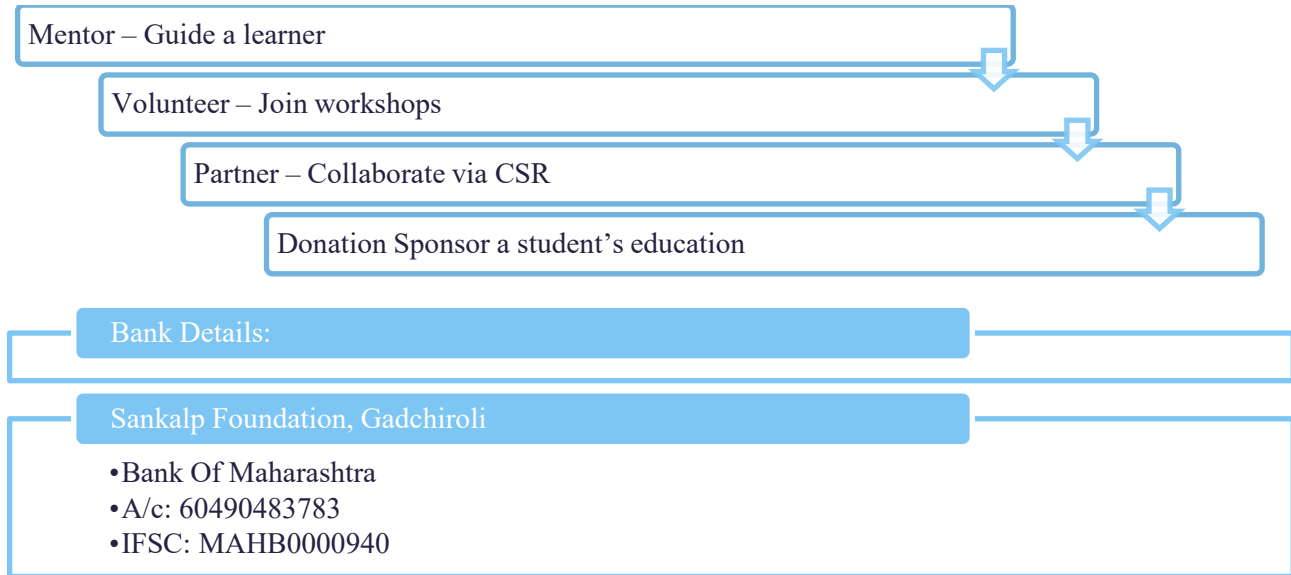 Mentor – Guide a learner
Volunteer – Join workshops
Partner – Collaborate via CSR
Donation Sponsor a student’s education
Bank Details:
Sankalp Foundation, Gadchiroli
•Bank Of Maharashtra
•A/c: 60490483783
•IFSC: MAHB0000940